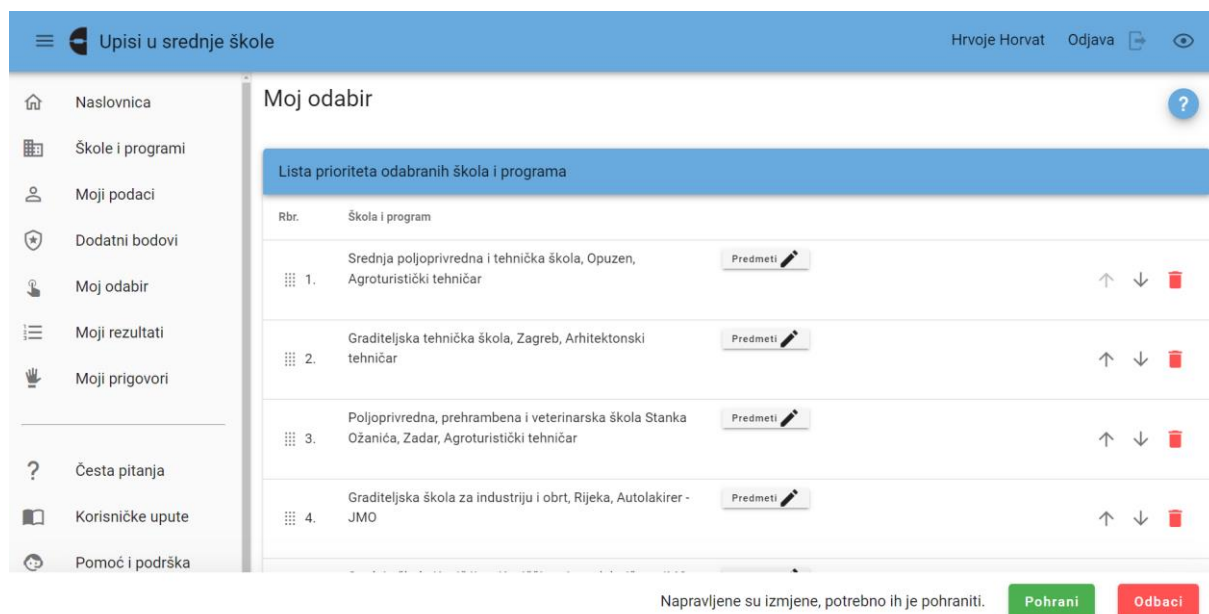 Upisi u srednje škole
Hrvoje Horvat
Odjava
Naslovnica
Škole i programi
Moji podaci
Dodatni bodovi
Moj odabir
Moji rezultati
Moji prigovori
Česta pitanja
Korisničke upute
Pomoć i podrška
Moj odabir
?
Lista prioriteta odabranih škola i programa
Rbr.
Škola i program
1.
Srednja poljoprivredna i tehnička škola, Opuzen,
Agroturistički tehničar
Predmeti
2.
Graditeljska tehnička škola, Zagreb, Arhitektonski
tehničar
Predmeti
3.
Poljoprivredna, prehrambena i veterinarska škola Stanka
Ožanića, Zadar, Agroturistički tehničar
Predmeti
4.
Graditeljska škola za industriju i obrt, Rijeka, Autolakirer -
JMO
Predmeti
Napravljene su izmjene, potrebno ih je pohraniti.
Pohrani
Odbaci